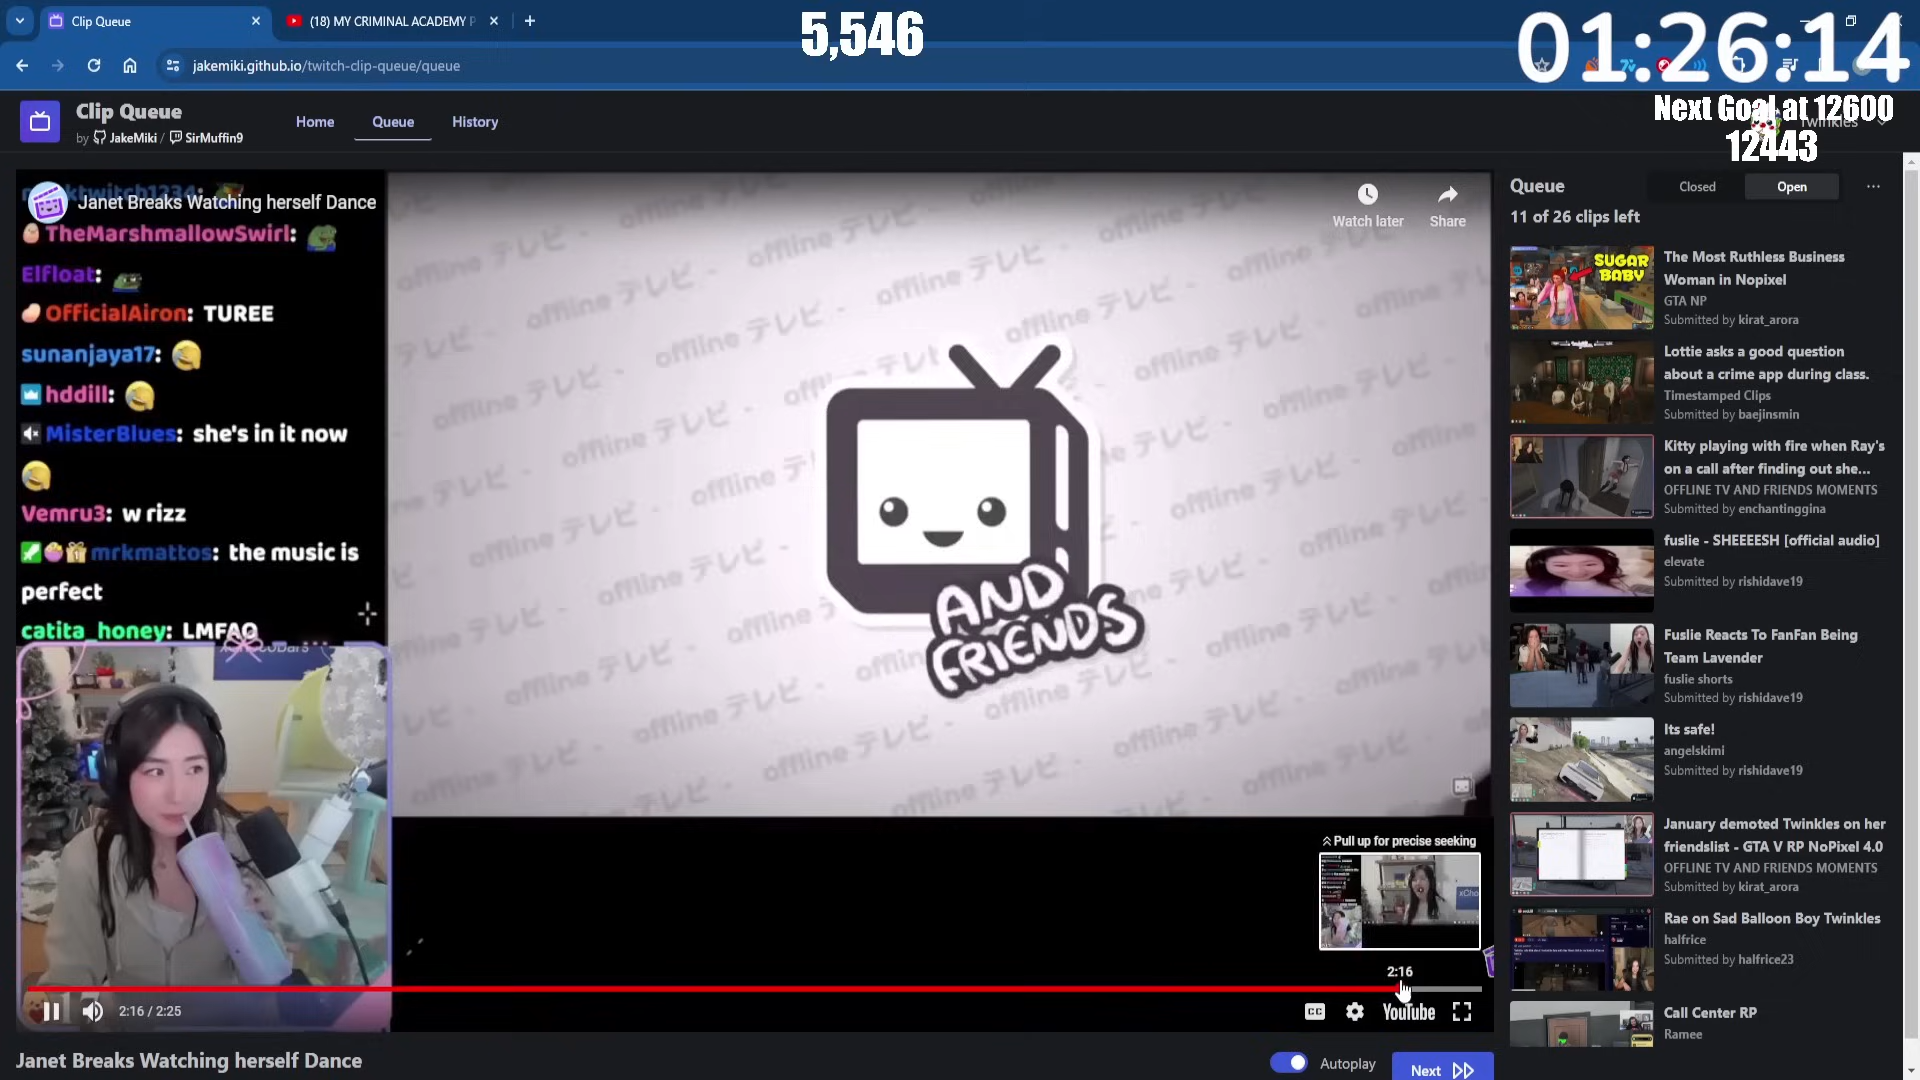 Clip Queue
(18) MY CRIMINAL ACADEMY
5,546
01:26:14
jakemiki.github.io/twitch-clip-queue/queue
Next Goal at 12600
12443
Clip Queue
by JakeMiki / SirMuffin9
Home
Queue
History
Twinkles
Janet Breaks Watching herself Dance
TheMarshmallowSwirl:
Elfloat:
OfficialAiron: TUREE
sunanjaya17:
hddill:
MisterBlues: she's in it now
Vemru3: w rizz
mrkmattos: the music is
perfect
catita_honey: LMFAO
Watch later
Share
offline テレビ
AND
FRIENDS
Pull up for precise seeking
2:16
2:16 / 2:25
CC
YouTube
Janet Breaks Watching herself Dance
Autoplay
Next
Queue
Closed
Open
11 of 26 clips left
SUGAR
BABY
The Most Ruthless Business
Woman in Nopixel
GTA NP
Submitted by kirat_arora
Lottie asks a good question
about a crime app during class.
Timestamped Clips
Submitted by baejinsmin
Kitty playing with fire when Ray's
on a call after finding out she...
OFFLINE TV AND FRIENDS MOMENTS
Submitted by enchantinggina
fuslie - SHEEEESH [official audio]
elevate
Submitted by rishidave19
Fuslie Reacts To FanFan Being
Team Lavender
fuslie shorts
Submitted by rishidave19
Its safe!
angelskimi
Submitted by rishidave19
January demoted Twinkles on her
friendslist - GTA V RP NoPixel 4.0
OFFLINE TV AND FRIENDS MOMENTS
Submitted by kirat_arora
Rae on Sad Balloon Boy Twinkles
halfrice
Submitted by halfrice23
Call Center RP
Ramee